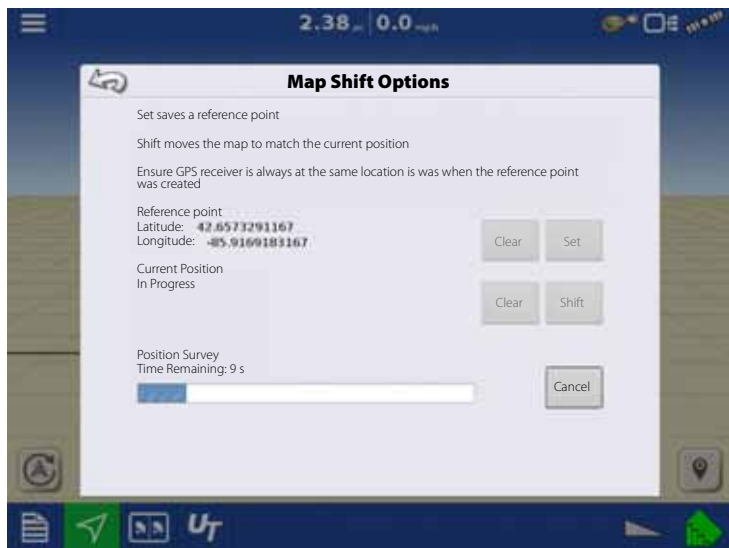 2.38 0.0 mph
Map Shift Options
Set saves a reference point
Shift moves the map to match the current position
Ensure GPS receiver is always at the same location is was when the reference point
was created
Reference point
Latitude: 42.6573291167
Longitude: -85.9169183167
Clear Set
Current Position
In Progress
Clear Shift
Position Survey
Time Remaining: 9 s
Cancel
A
UT